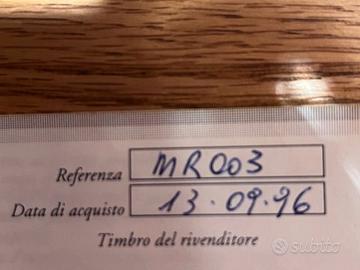 Referenza MR003
Data di acquisto 13.09.96
Timbro del rivenditore
subito